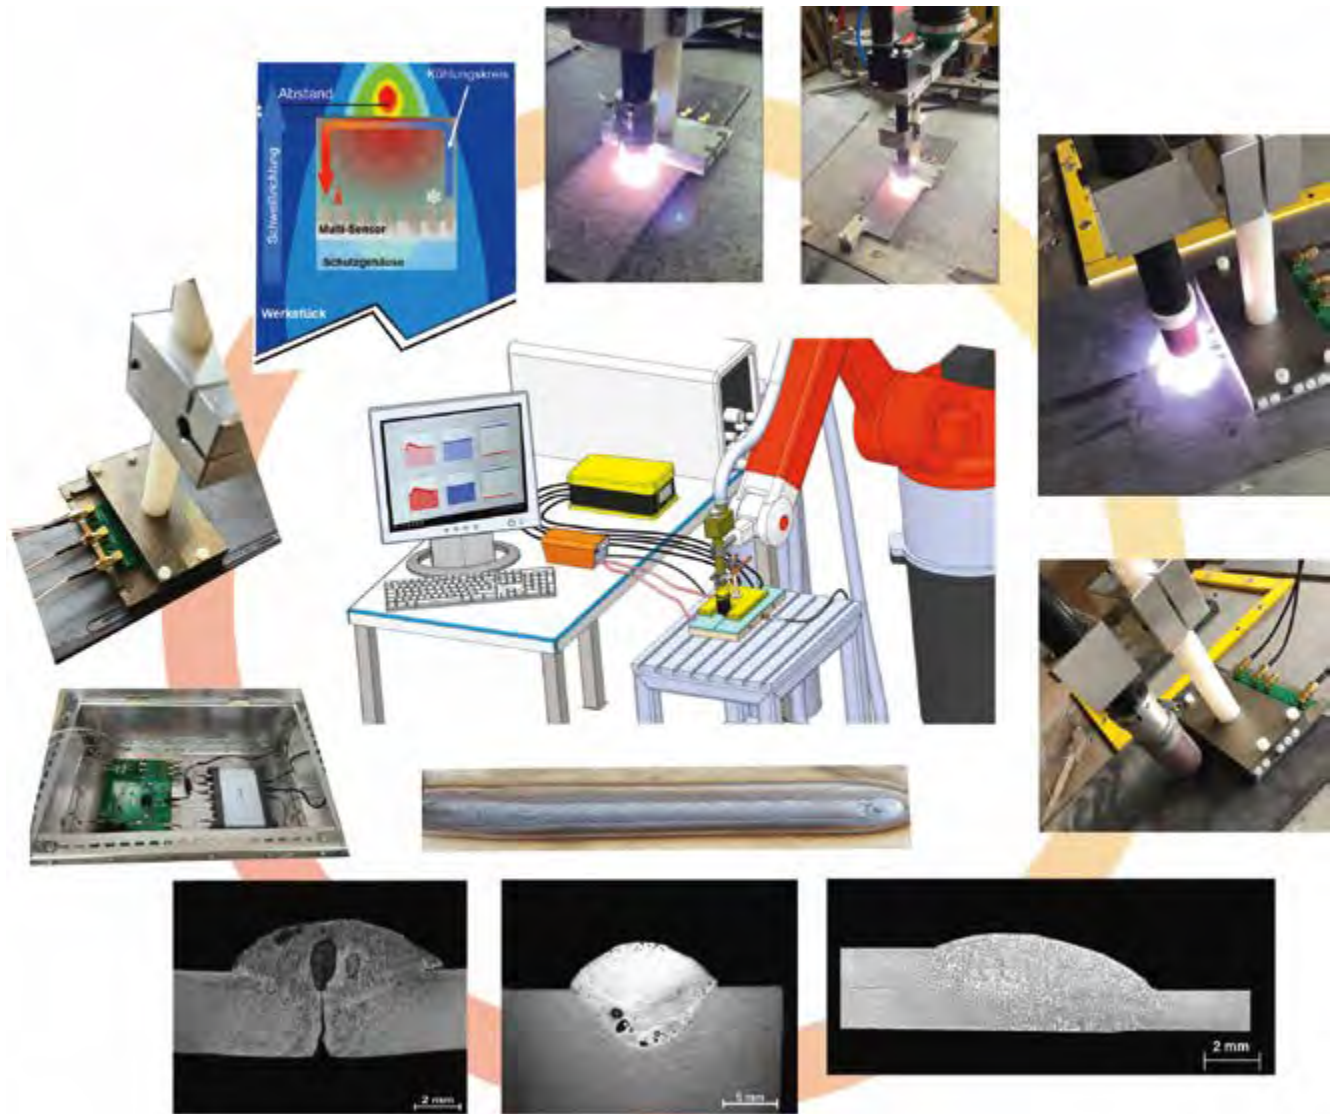 Kühlungskreis
Abstand
Schweißrichtung
Multi-Sensor
Schutzgehäuse
Werkstück
2 mm
5 mm
2 mm